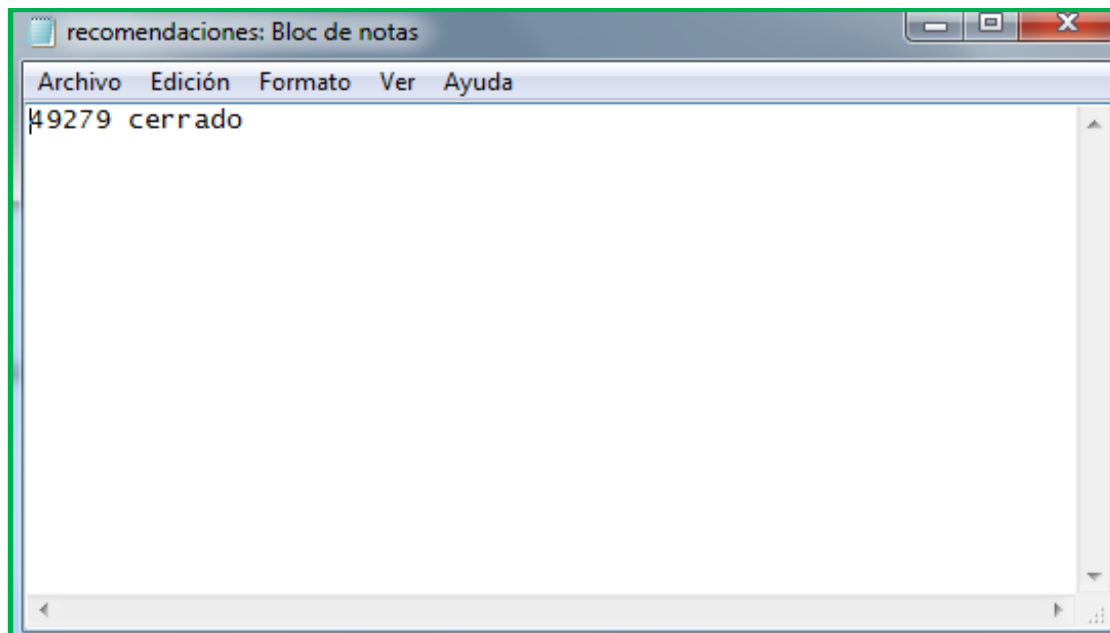 recomendaciones: Bloc de notas
Archivo Edición Formato Ver Ayuda
49279 cerrado